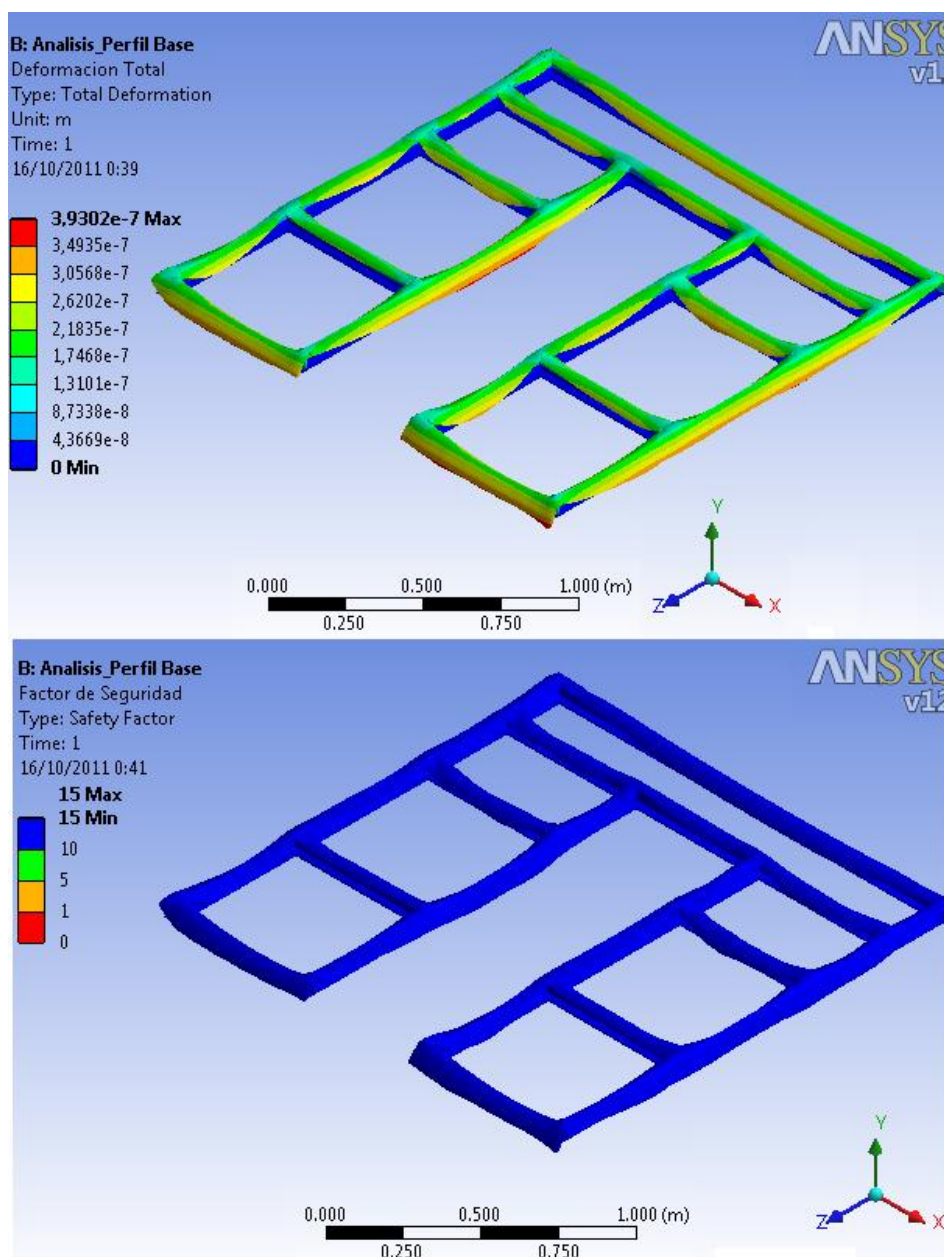 B: Analisis_Perfil Base
Deformacion Total
Type: Total Deformation
Unit: m
Time: 1
16/10/2011 0:39
ANSYS
v1
3,9302e-7 Max
3,4935e-7
3,0568e-7
2,6202e-7
2,1835e-7
1,7468e-7
1,3101e-7
8,7338e-8
4,3669e-8
0 Min
0.000 0.500 1.000 (m)
0.250 0.750
Y
Z X
B: Analisis_Perfil Base
Factor de Seguridad
Type: Safety Factor
Time: 1
16/10/2011 0:41
ANSYS
v12
15 Max
15 Min
10
5
1
0
0.000 0.500 1.000 (m)
0.250 0.750
Y
Z X